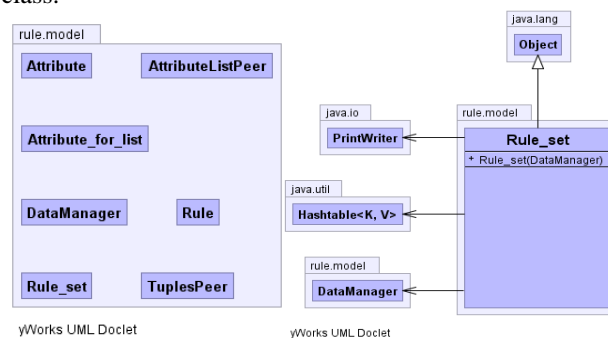 class.
rule.model
Attribute
AttributeListPeer
Attribute_for_list
DataManager
Rule
Rule_set
TuplesPeer
yWorks UML Doclet
java.lang
Object
java.io
PrintWriter
rule.model
Rule_set
+ Rule_set(DataManager)
java.util
Hashtable<K, V>
rule.model
DataManager
yWorks UML Doclet